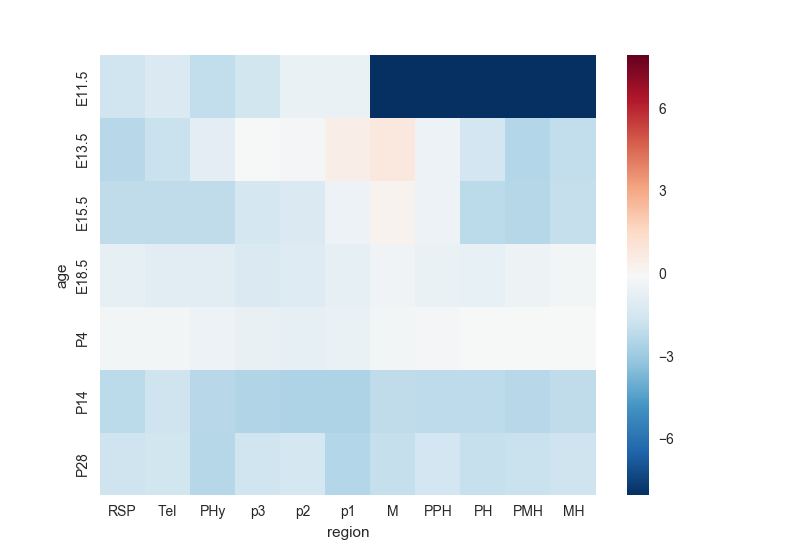 E11.5
E13.5
E15.5
E18.5
P4
P14
P28
age
RSP Tel PHy p3 p2 p1 M PPH PH PMH MH
region
6
3
0
−3
−6